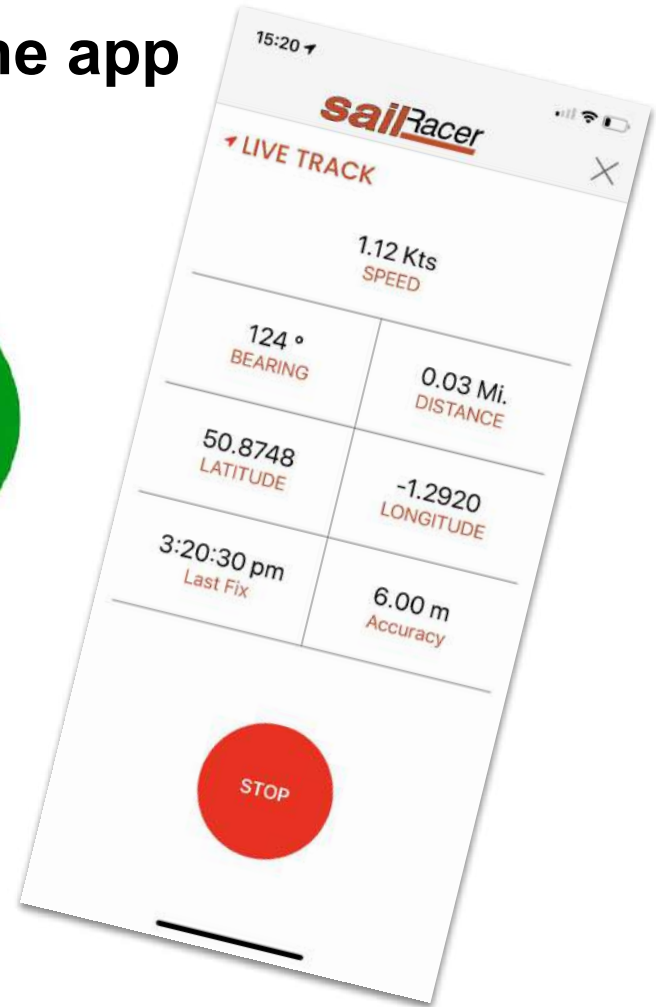 he app
15:20
sailRacer
LIVE TRACK
1.12 Kts
SPEED
124 °
BEARING
0.03 Mi.
DISTANCE
50.8748
LATITUDE
-1.2920
LONGITUDE
3:20:30 pm
Last Fix
6.00 m
Accuracy
STOP